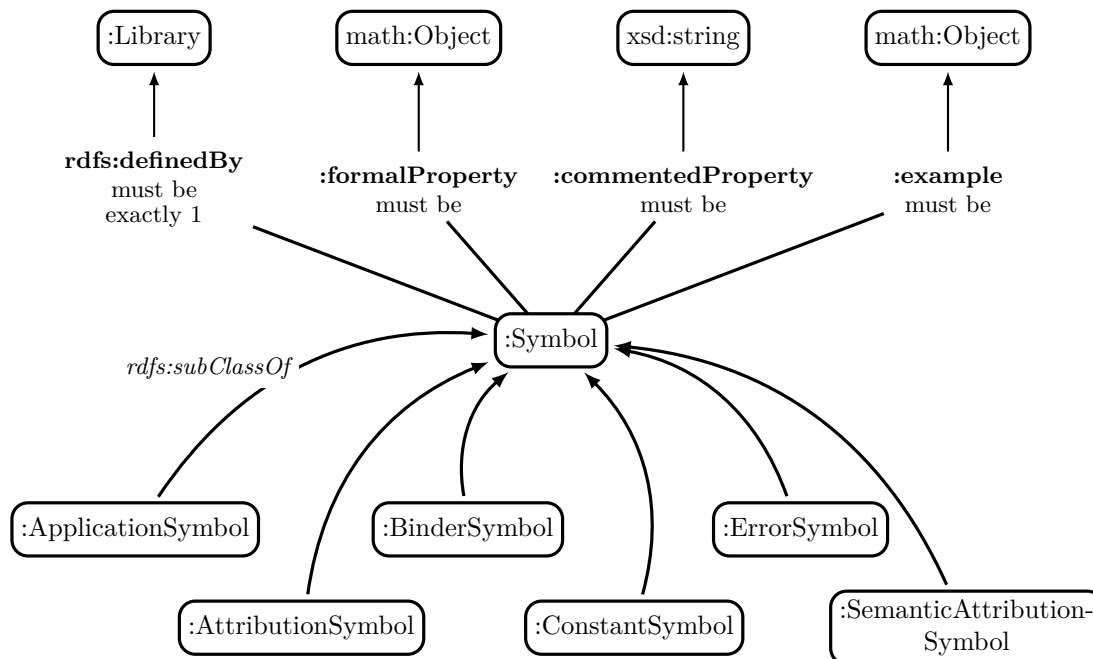 :Library
math:Object
xsd:string
math:Object
rdfs:definedBy
must be
exactly 1
:formalProperty
must be
:commentedProperty
must be
:example
must be
:Symbol
rdfs:subClassOf
:ApplicationSymbol
:BinderSymbol
:ErrorSymbol
:AttributionSymbol
:ConstantSymbol
:SemanticAttribution-
Symbol